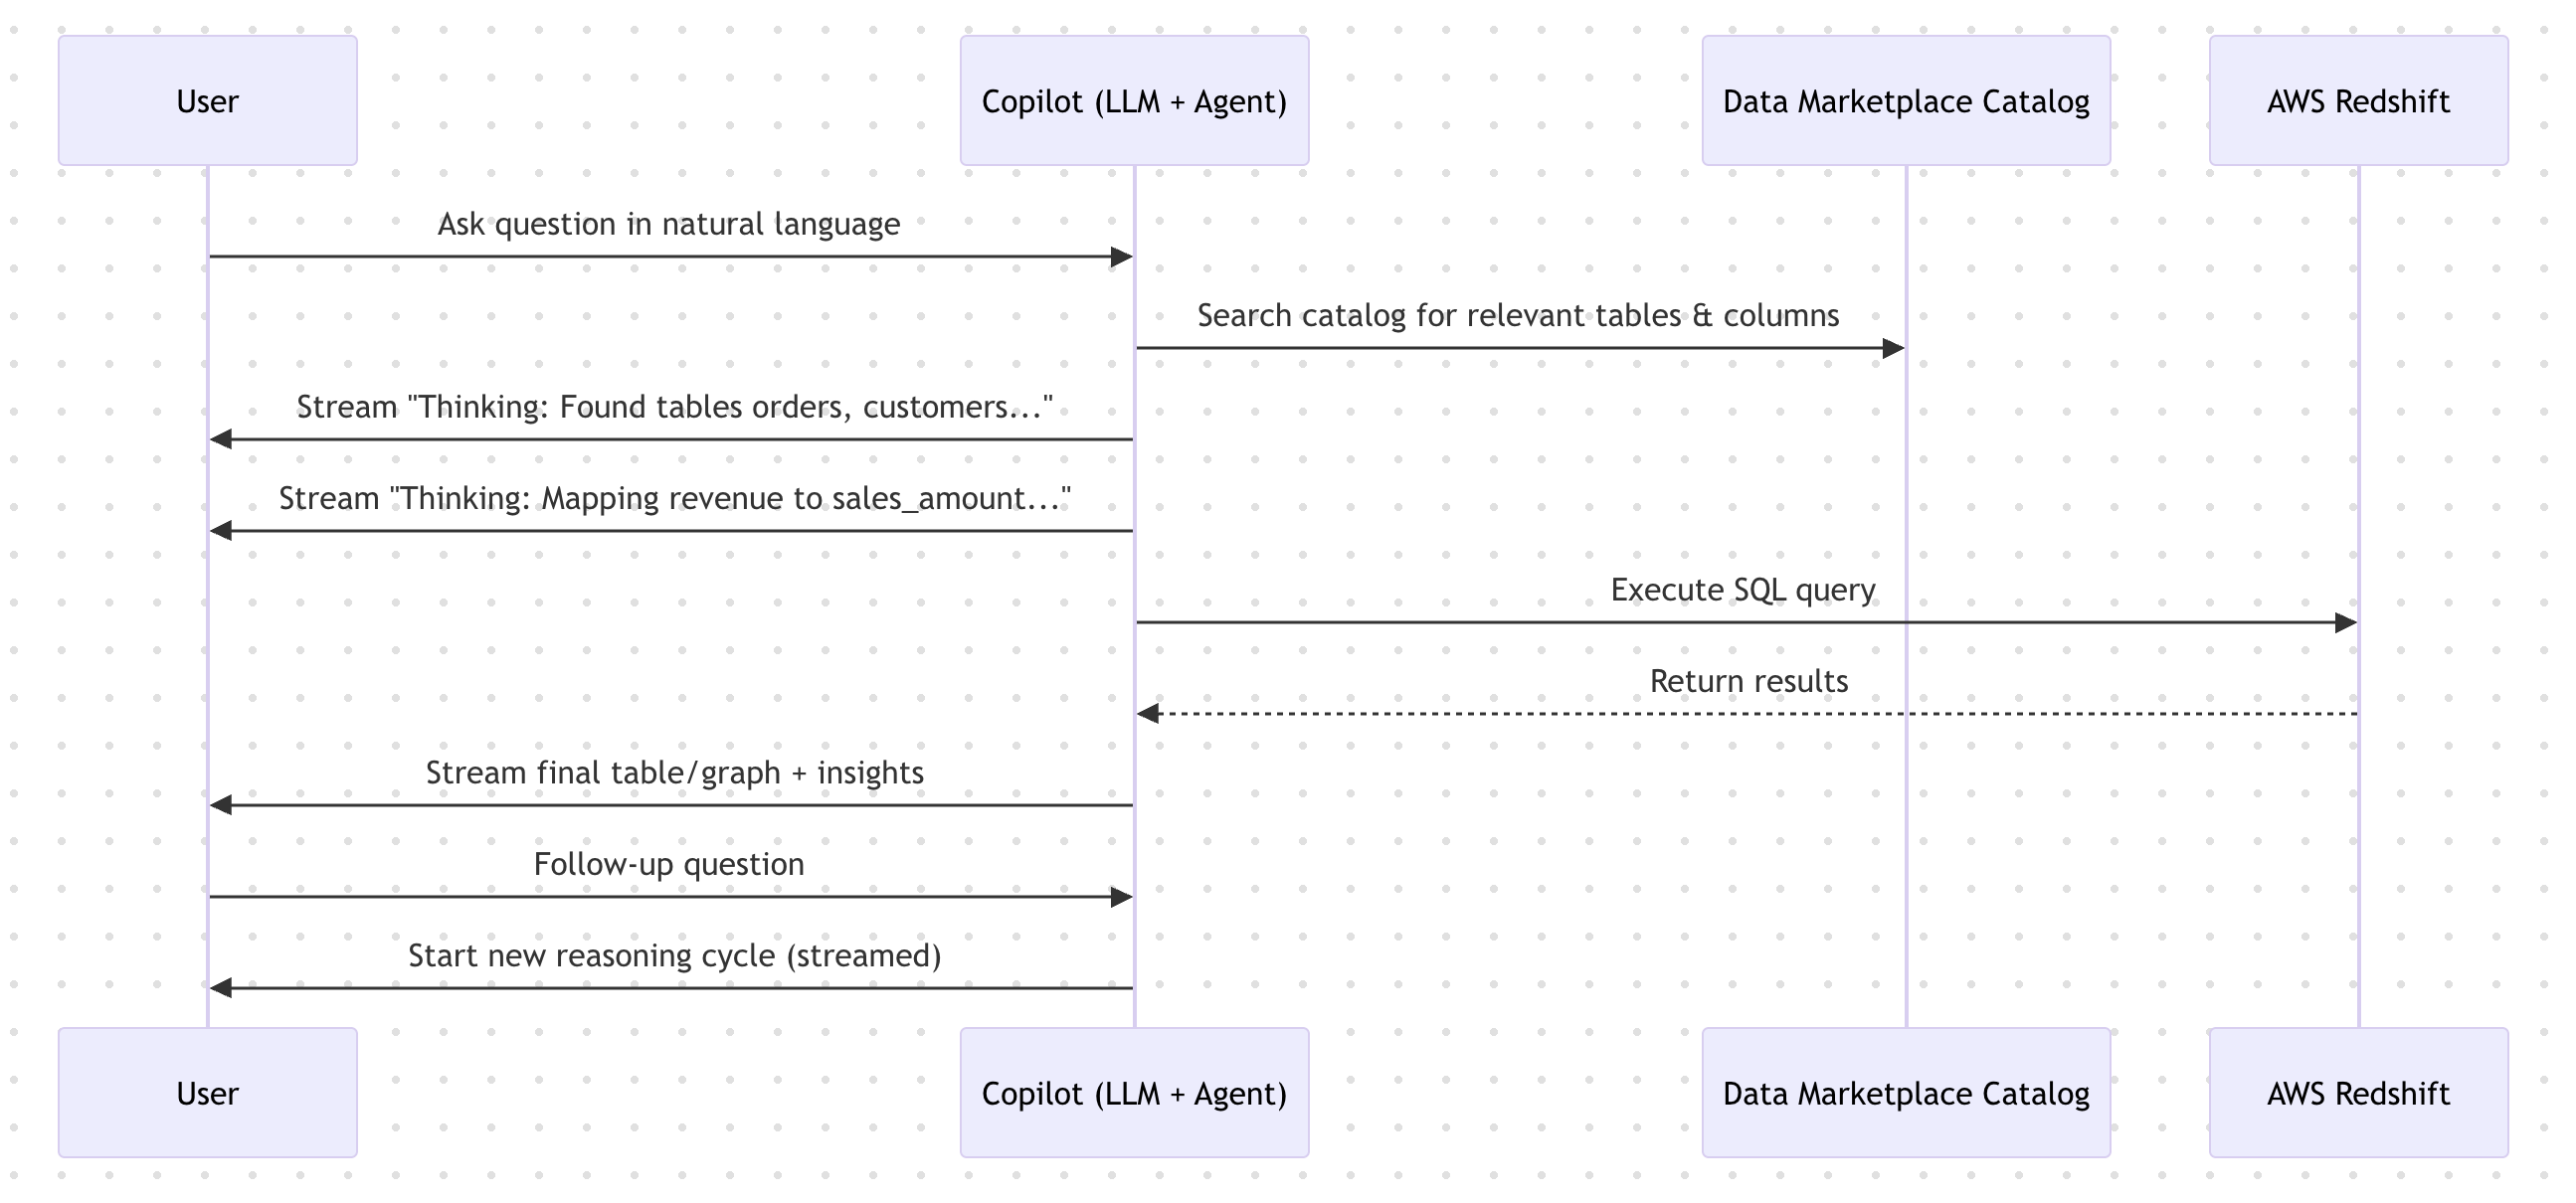 User
Copilot (LLM + Agent)
Data Marketplace Catalog
AWS Redshift
Ask question in natural language
Search catalog for relevant tables & columns
Stream "Thinking: Found tables orders, customers..."
Stream "Thinking: Mapping revenue to sales_amount..."
Execute SQL query
Return results
Stream final table/graph + insights
Follow-up question
Start new reasoning cycle (streamed)
User
Copilot (LLM + Agent)
Data Marketplace Catalog
AWS Redshift